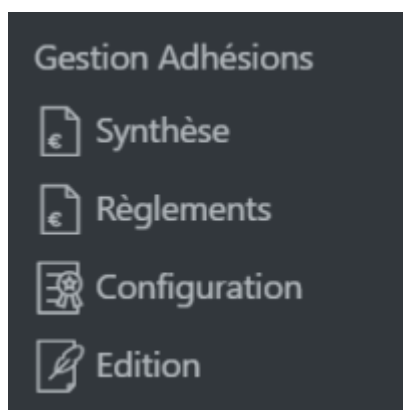 Gestion Adhésions
Synthèse
Règlements
Configuration
Edition